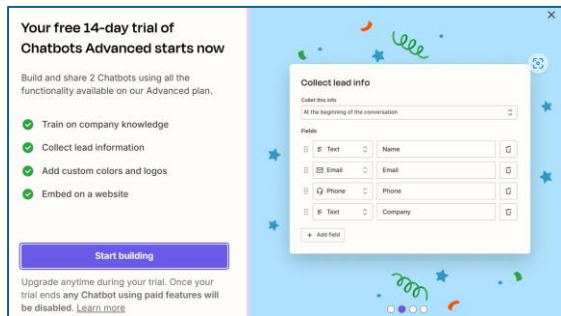 Your free 14-day trial of
Chatbots Advanced starts now
Build and share 2 Chatbots using all the
functionality available on our Advanced plan.
Train on company knowledge
Collect lead information
Add custom colors and logos
Embed on a website
Start building
Upgrade anytime during your trial. Once your
trial ends any Chatbot using paid features will
be disabled. Learn more
Collect lead info
Collet this info
At the beginning of the conversation
Fields
Text Name
Email Email
Phone Phone
Text Company
+ Add field